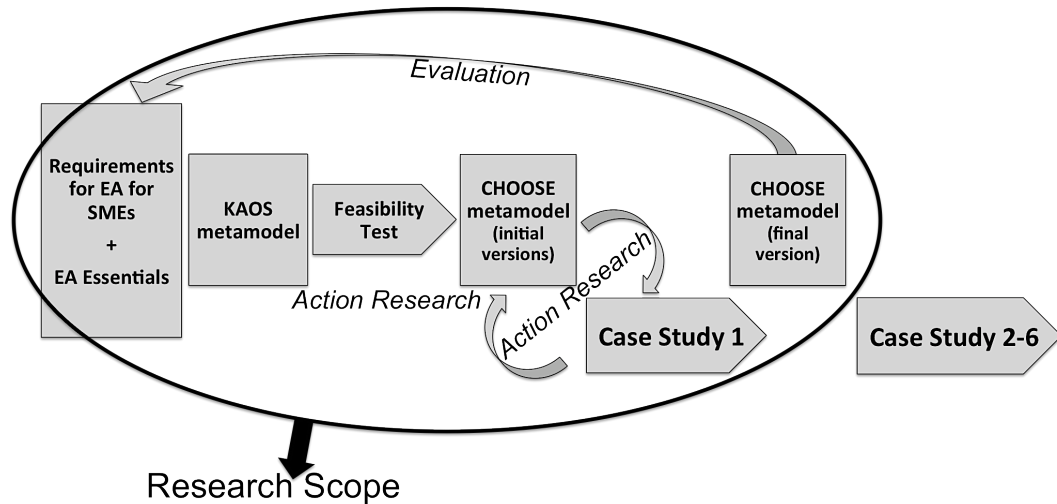 Evaluation
Requirements
for EA for
SMEs
+
EA Essentials
KAOS
metamodel
Feasibility
Test
CHOOSE
metamodel
(initial
versions)
CHOOSE
metamodel
(final
version)
Action Research
Action Research
Case Study 1
Case Study 2-6
Research Scope